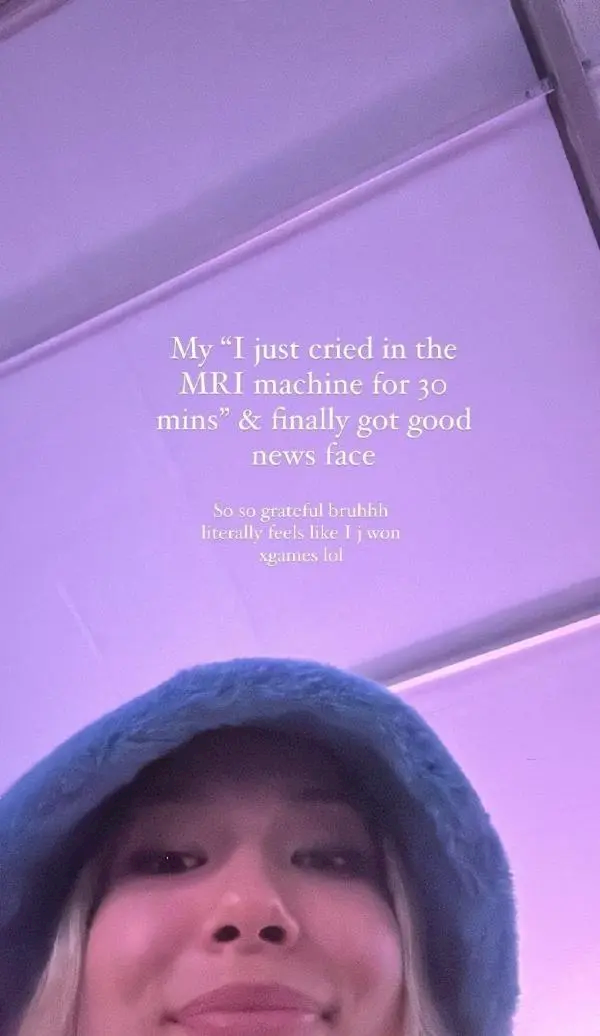 My “I just cried in the
MRI machine for 30
mins” & finally got good
news face
So so grateful bruhhh
literally feels like I j won
xgames lol